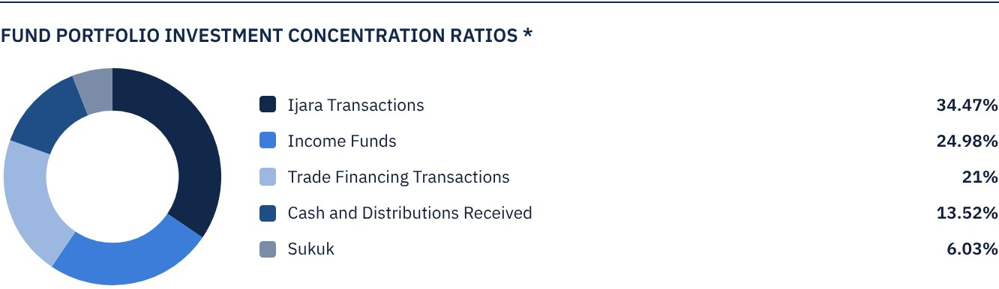 FUND PORTFOLIO INVESTMENT CONCENTRATION RATIOS *
Ijara Transactions 34.47%
Income Funds 24.98%
Trade Financing Transactions 21%
Cash and Distributions Received 13.52%
Sukuk 6.03%